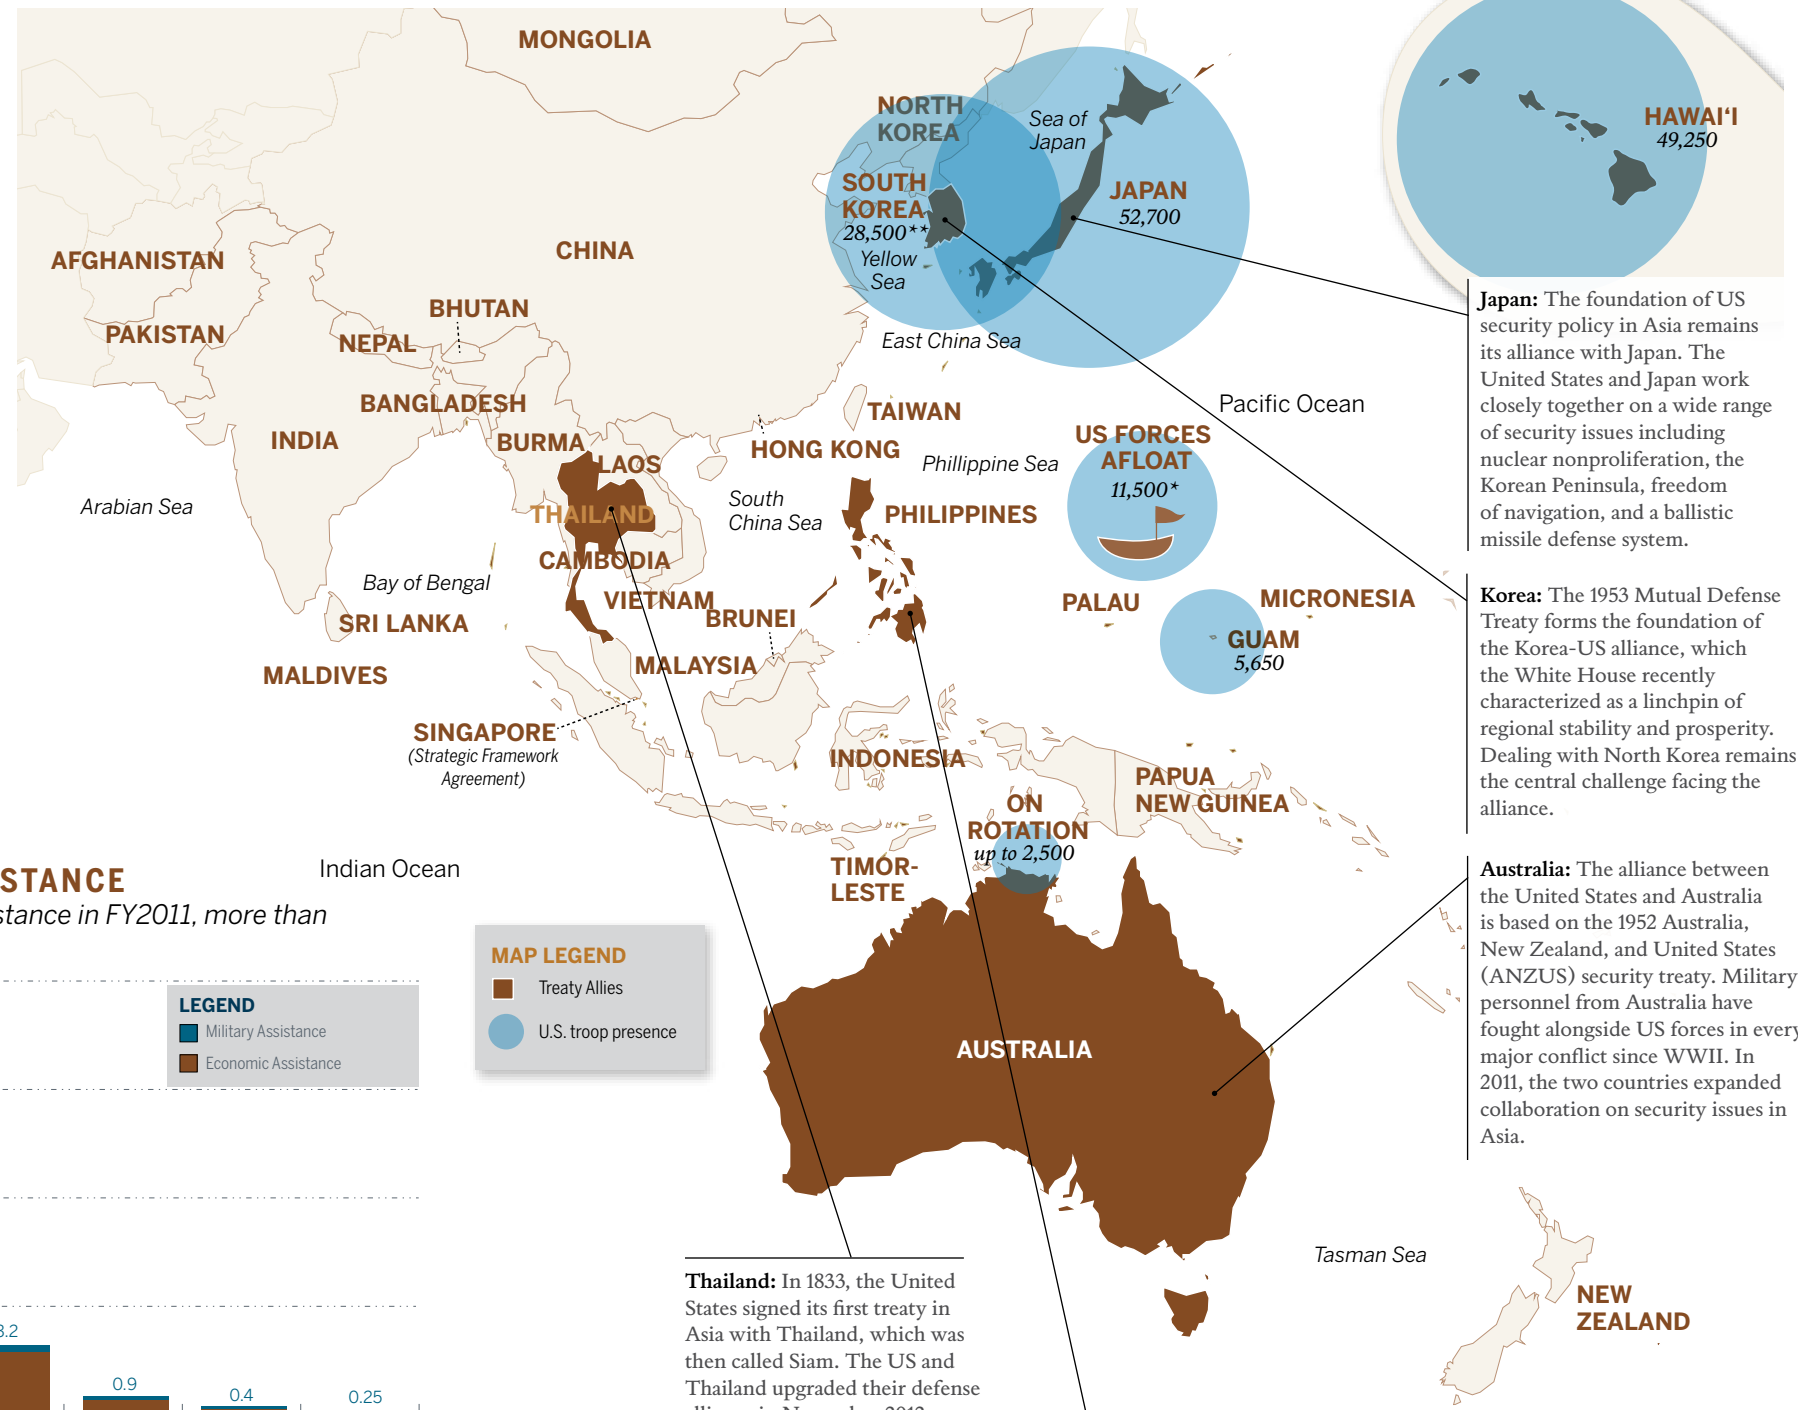 MONGOLIA
NORTH
KOREA
Sea of
Japan
HAWAI‘I
49,250
SOUTH
KOREA
28,500**
JAPAN
52,700
Yellow
Sea
AFGHANISTAN
CHINA
PAKISTAN
BHUTAN
NEPAL
East China Sea
BANGLADESH
INDIA
BURMA
LAOS
TAIWAN
HONG KONG
Pacific Ocean
Phillippine Sea
US FORCES
AFLOAT
11,500*
Arabian Sea
THAILAND
South
China Sea
PHILIPPINES
CAMBODIA
Bay of Bengal
VIETNAM
BRUNEI
SRI LANKA
PALAU
MICRONESIA
GUAM
5,650
MALDIVES
MALAYSIA
SINGAPORE
(Strategic Framework
Agreement)
INDONESIA
PAPUA
NEW GUINEA
ON
ROTATION
up to 2,500
TIMOR-
LESTE
Indian Ocean
AUSTRALIA
Tasman Sea
NEW
ZEALAND
Japan: The foundation of US
security policy in Asia remains
its alliance with Japan. The
United States and Japan work
closely together on a wide range
of security issues including
nuclear nonproliferation, the
Korean Peninsula, freedom
of navigation, and a ballistic
missile defense system.
Korea: The 1953 Mutual Defense
Treaty forms the foundation of
the Korea-US alliance, which
the White House recently
characterized as a linchpin of
regional stability and prosperity.
Dealing with North Korea remains
the central challenge facing the
alliance.
Australia: The alliance between
the United States and Australia
is based on the 1952 Australia,
New Zealand, and United States
(ANZUS) security treaty. Military
personnel from Australia have
fought alongside US forces in every
major conflict since WWII. In
2011, the two countries expanded
collaboration on security issues in
Asia.
STANCE
stance in FY2011, more than
LEGEND
Military Assistance
Economic Assistance
MAP LEGEND
Treaty Allies
U.S. troop presence
Thailand: In 1833, the United
States signed its first treaty in
Asia with Thailand, which was
then called Siam. The US and
Thailand upgraded their defense
3.2
0.9
0.4
0.25